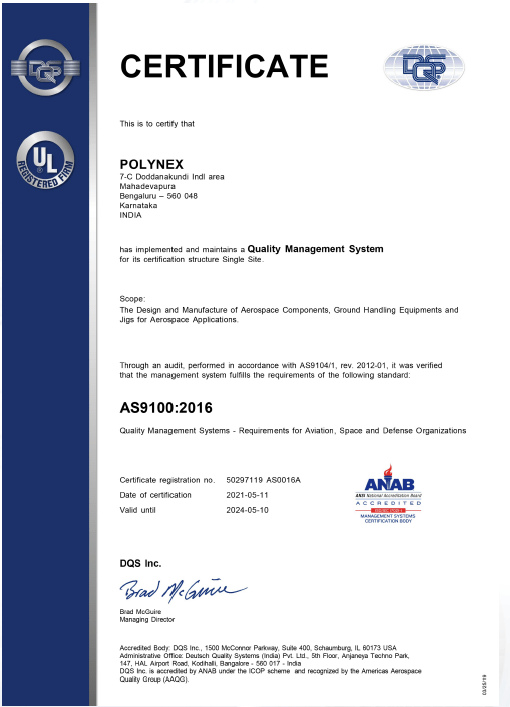 DQS
CERTIFICATE
DQS
This is to certify that
UL
REGISTERED FIRM
POLYNEX
7-C Doddanakundi Indl area
Mahadevapura
Bengaluru – 560 048
Karnataka
INDIA
has implemented and maintains a Quality Management System
for its certification structure Single Site.
Scope:
The Design and Manufacture of Aerospace Components, Ground Handling Equipments and
Jigs for Aerospace Applications.
Through an audit, performed in accordance with AS9104/1, rev. 2012-01, it was verified
that the management system fulfills the requirements of the following standard:
AS9100:2016
Quality Management Systems - Requirements for Aviation, Space and Defense Organizations
Certificate registration no. 50297119 AS0016A
Date of certification 2021-05-11
Valid until 2024-05-10
ANAB
ANSI National Accreditation Board
ACCREDITED
MANAGEMENT SYSTEMS
CERTIFICATION BODY
DQS Inc.
Brad McGuire
Brad McGuire
Managing Director
Accredited Body: DQS Inc., 1500 McConnor Parkway, Suite 400, Schaumburg, IL 60173 USA
Administrative Office: Deutsch Quality Systems (India) Pvt. Ltd., 5th Floor, Anjaneya Techno Park,
147, HAL Airport Road, Kodihalli, Bangalore - 560 017 - India
DQS Inc. is accredited by ANAB under the ICOP scheme and recognized by the Americas Aerospace
Quality Group (AAQG).